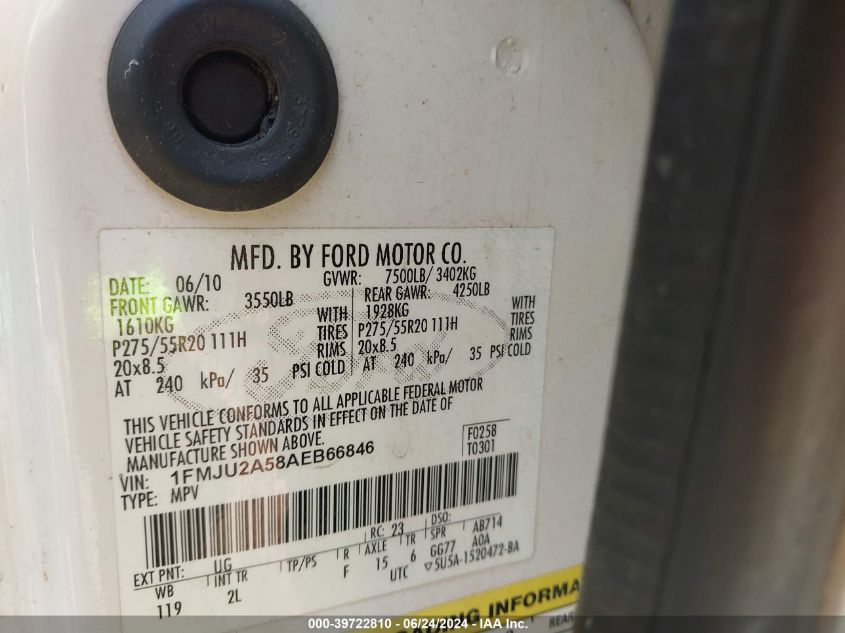 MFD. BY FORD MOTOR CO.
DATE: 06/10 GVWR: 7500LB/ 3402KG
FRONT GAWR: 3550LB REAR GAWR: 4250LB
1610KG WITH 1928KG WITH
P275/55R20 111H TIRES P275/55R20 111H TIRES
20x8.5 RIMS 20x8.5 RIMS
AT 240 kPa/ 35 PSI COLD AT 240 kPa/ 35 PSI COLD
THIS VEHICLE CONFORMS TO ALL APPLICABLE FEDERAL MOTOR
VEHICLE SAFETY STANDARDS IN EFFECT ON THE DATE OF
MANUFACTURE SHOWN ABOVE.
F0258
T0301
VIN: 1FMJU2A58AEB66846
TYPE: MPV
EXT PNT: UG RC: 23 DSO:
WB INT TR TP/PS R AXLE TR SPR AB714
119 2L F 15 6 GG77 AOA
UTC 5U5A-1520472-BA
LOADING INFORMA
REAR
000-39722810 - 06/24/2024 - IAA Inc.